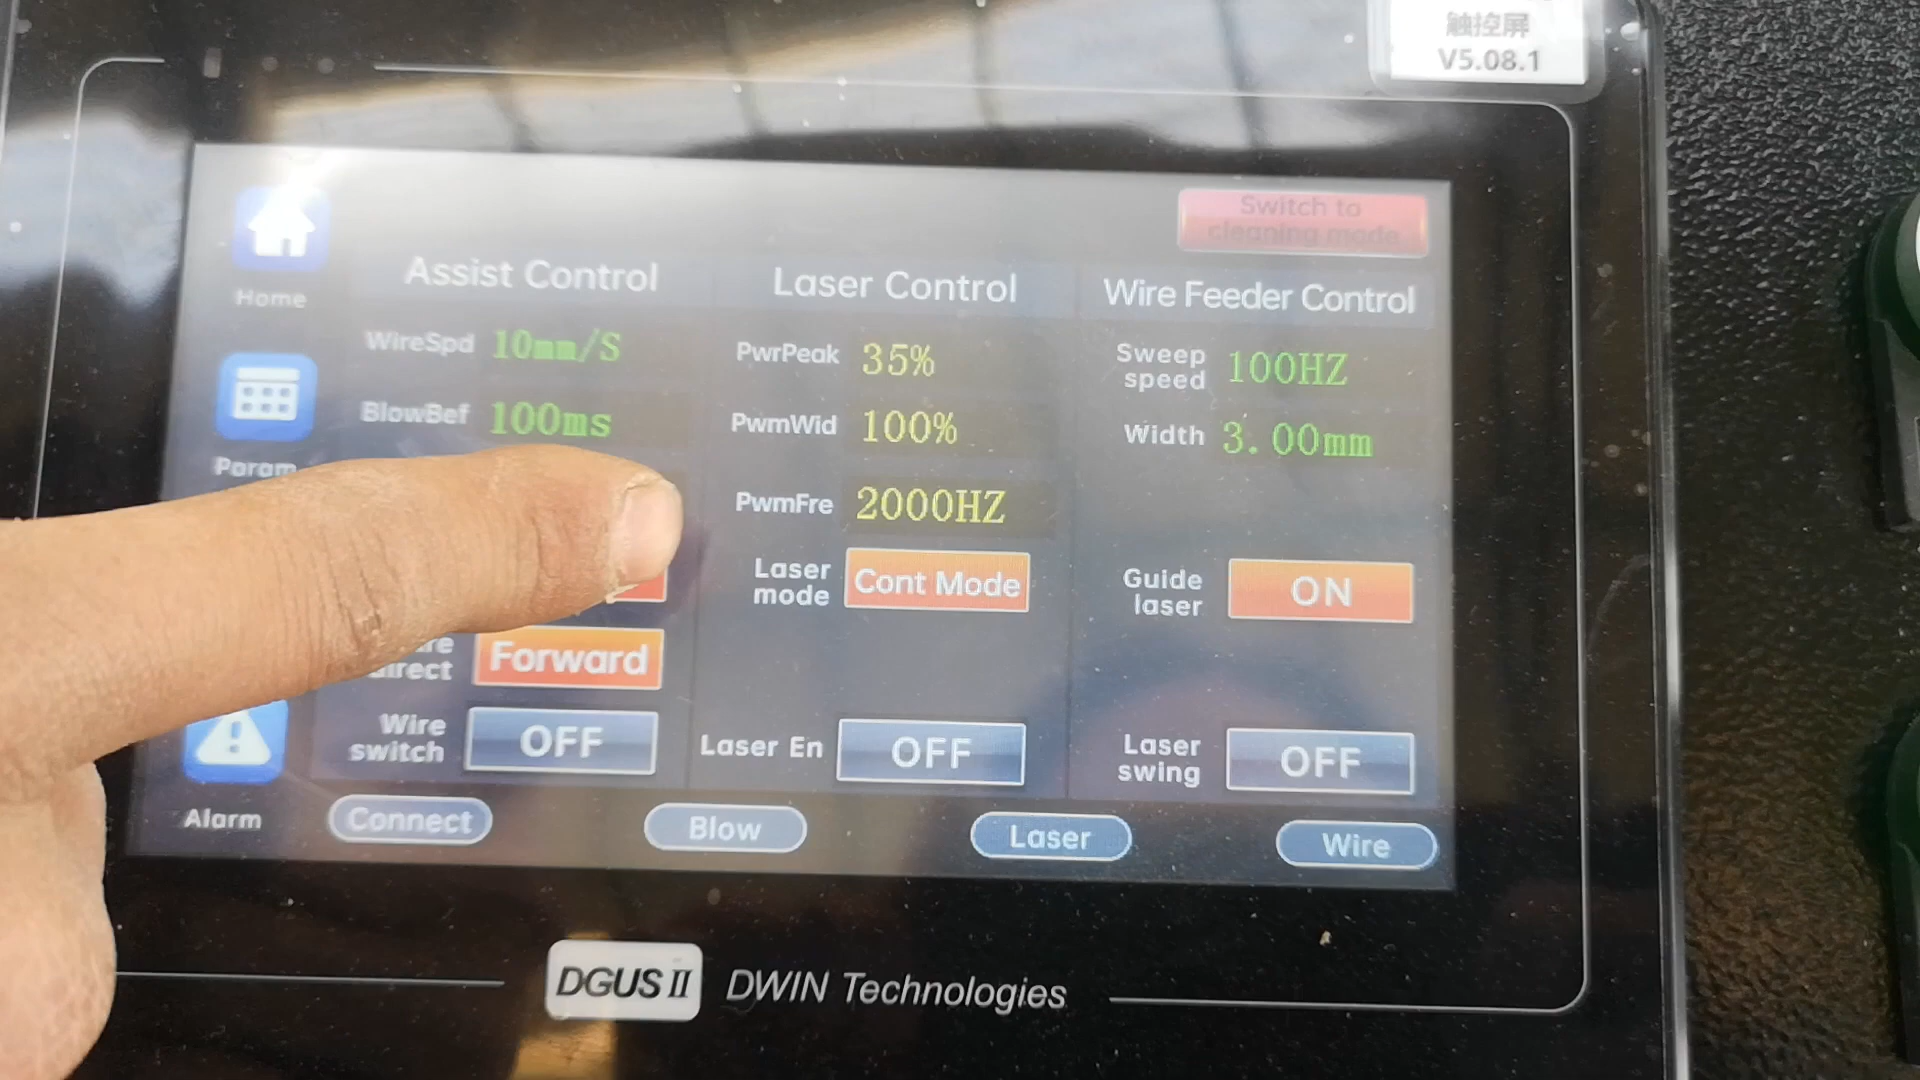 触控屏
V5.08.1
Switch to
cleaning mode
Home
Assist Control
Laser Control
Wire Feeder Control
WireSpd 10mm/S
PwrPeak 35%
Sweep
speed 100HZ
BlowBef 100ms
PwmWid 100%
Width 3.00mm
Param
PwmFre 2000HZ
Laser
mode Cont Mode
Guide
laser ON
Forward
Wire
switch OFF
Laser En OFF
Laser
swing OFF
Alarm
Connect
Blow
Laser
Wire
DGUS II DWIN Technologies